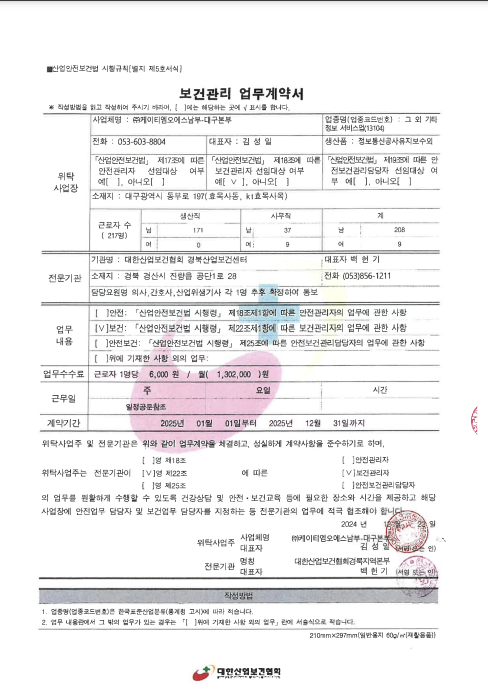 ■산업안전보건법 시행규칙[별지 제5호서식]
보건관리 업무계약서
※ 작성방법을 읽고 작성하여 주시기 바라며, [ ]에는 해당하는 곳에 √ 표시를 합니다.
위탁 사업장
사업체명 : ㈜케이티엠오에스남부-대구본부
업종명(업종코드번호) : 그 외 기타 정보 서비스업(13104)
전화 : 053-603-8804
대표자 : 김 성 일
생산품 : 정보통신공사유지보수외
「산업안전보건법」 제17조에 따른 안전관리자 선임대상 여부 예[ ], 아니오[ ]
「산업안전보건법」 제18조에 따른 보건관리자 선임대상 여부 예[ ∨ ], 아니오[ ]
「산업안전보건법」 제19조에 따른 안전보건관리담당자 선임대상 여부 예[ ], 아니오[ ]
소재지 : 대구광역시 동부로 197(효목동, kt효목사옥)
근로자 수 ( 217명)
생산직 사무직 계
남 171 남 37 남 208
여 0 여 9 여 9
전문기관
기관명 : 대한산업보건협회 경북산업보건센터
대표자 백 헌 기
소재지 : 경북 경산시 진량읍 공단1로 28
전화 (053)856-1211
담당요원명 의사,간호사,산업위생기사 각 1명 추후 확정하여 통보
업무 내용
[ ]안전: 「산업안전보건법 시행령」 제18조제1항에 따른 안전관리자의 업무에 관한 사항
[∨]보건: 「산업안전보건법 시행령」 제22조제1항에 따른 보건관리자의 업무에 관한 사항
[ ]안전보건: 「산업안전보건법 시행령」 제25조에 따른 안전보건관리담당자의 업무에 관한 사항
[ ]위에 기재한 사항 외의 업무:
업무수수료 근로자 1명당 6,000 원 / 월( 1,302,000 )원
근무일 주 요일 시간
일정공문참조
계약기간 2025년 01월 01일부터 2025년 12월 31일까지
위탁사업주 및 전문기관은 위와 같이 업무계약을 체결하고, 성실하게 계약사항을 준수하기로 하며,
[ ]영 제18조 [ ]안전관리자
위탁사업주는 전문기관이 [∨]영 제22조 에 따른 [∨]보건관리자
[ ]영 제25조 [ ]안전보건관리담당자
의 업무를 원활하게 수행할 수 있도록 건강상담 및 안전·보건교육 등에 필요한 장소와 시간을 제공하고 해당
사업장에 안전업무 담당자 및 보건업무 담당자를 지정하는 등 전문기관의 업무에 적극 협조해야 합니다.
2024 년 월 일
위탁사업주 사업체명 ㈜케이티엠오에스남부-대구본부
대표자 김 성 일 (서명 또는 인)
전문기관 명칭 대한산업보건협회경북지역본부
대표자 백 헌 기 (서명 또는 인)
작성방법
1. 업종명(업종코드번호)은 한국표준산업분류(통계청 고시)에 따라 적습니다.
2. 업무 내용란에서 그 밖의 업무가 있는 경우는 「[ ]위에 기재한 사항 외의 업무」란에 서술식으로 적습니다.
210mm×297mm(일반용지 60g/㎡(재활용품))
대한산업보건협회